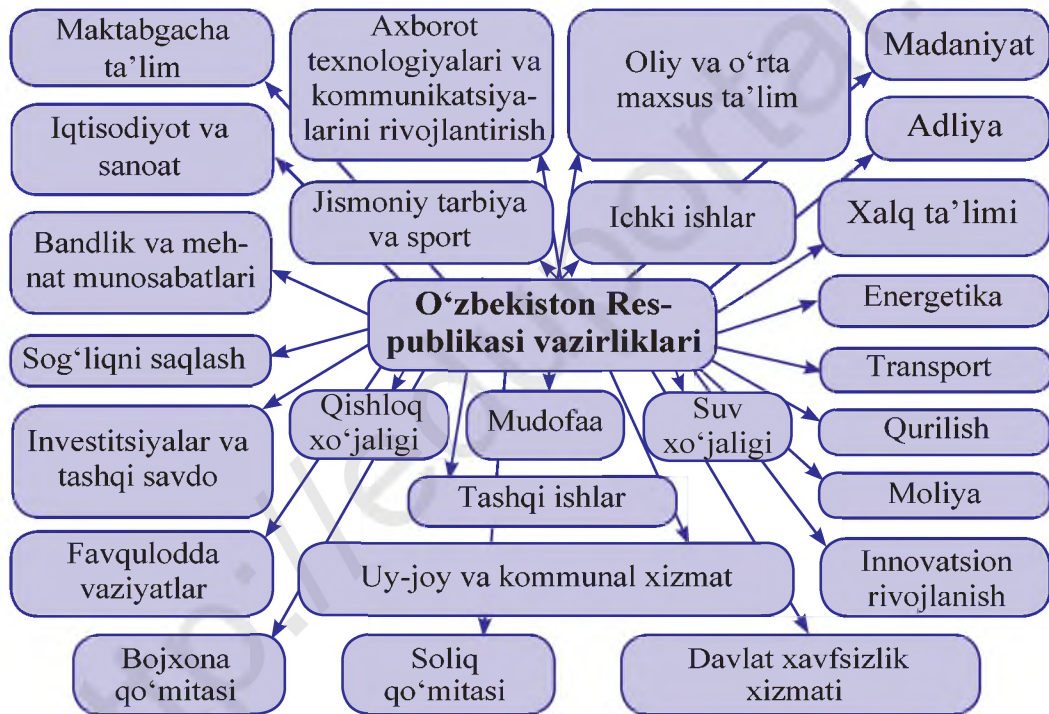 Maktabgacha
ta’lim
Axborot
texnologiyalari va
kommunikatsiya-
larini rivojlantirish
Oliy va o‘rta
maxsus ta’lim
Madaniyat
Iqtisodiyot va
sanoat
Adliya
Jismoniy tarbiya
va sport
Ichki ishlar
Xalq ta’limi
Bandlik va meh-
nat munosabatlari
O‘zbekiston Res-
publikasi vazirliklari
Energetika
Sog‘liqni saqlash
Transport
Qishloq
xo‘jaligi
Mudofaa
Suv
xo‘jaligi
Qurilish
Investitsiyalar va
tashqi savdo
Tashqi ishlar
Moliya
Favqulodda
vaziyatlar
Uy-joy va kommunal xizmat
Innovatsion
rivojlanish
Bojxona
qo‘mitasi
Soliq
qo‘mitasi
Davlat xavfsizlik
xizmati